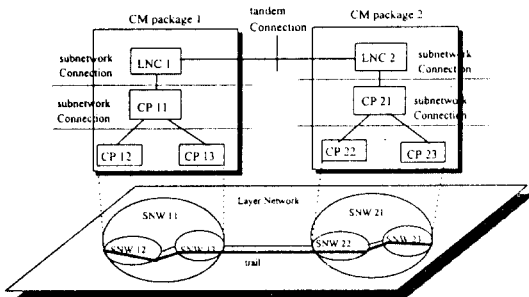 CM package 1
tandem
Connection
CM package 2
subnetwork
Connection
LNC 1
LNC 2
subnetwork
Connection
subnetwork
Connection
CP 11
CP 21
subnetwork
Connection
CP 12
CP 13
CP 22
CP 23
Layer Network
SNW 11
SNW 21
SNW 12
SNW 13
SNW 22
SNW 23
trail